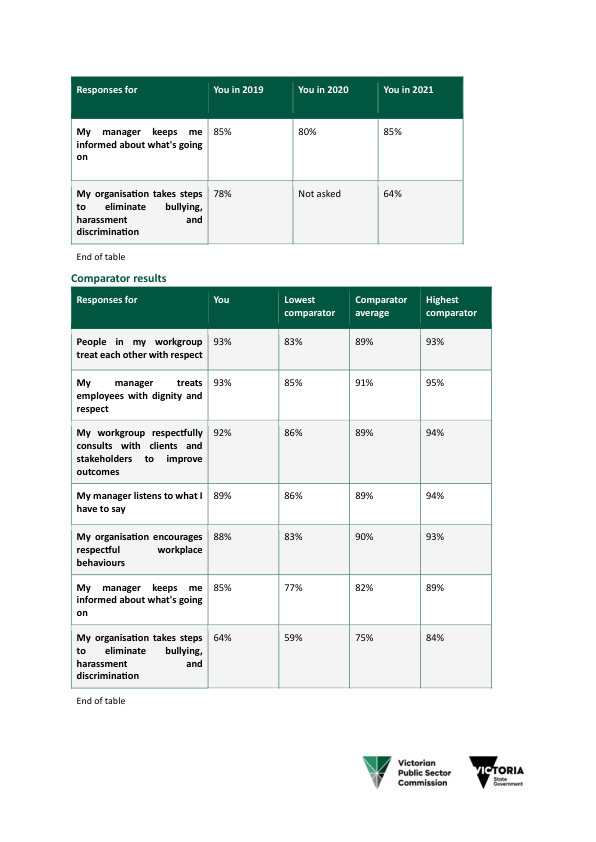 Responses for You in 2019 You in 2020 You in 2021
My manager keeps me 85% 80% 85%
informed about what's going
on
My organisation takes steps 78% Not asked 64%
to eliminate bullying,
harassment and
discrimination
End of table
Comparator results
Responses for You Lowest Comparator Highest
comparator average comparator
People in my workgroup 93% 83% 89% 93%
treat each other with respect
My manager treats 93% 85% 91% 95%
employees with dignity and
respect
My workgroup respectfully 92% 86% 89% 94%
consults with clients and
stakeholders to improve
outcomes
My manager listens to what I 89% 86% 89% 94%
have to say
My organisation encourages 88% 83% 90% 93%
respectful workplace
behaviours
My manager keeps me 85% 77% 82% 89%
informed about what's going
on
My organisation takes steps 64% 59% 75% 84%
to eliminate bullying,
harassment and
discrimination
End of table
Victorian
Public Sector
Commission
VICTORIA
State
Government